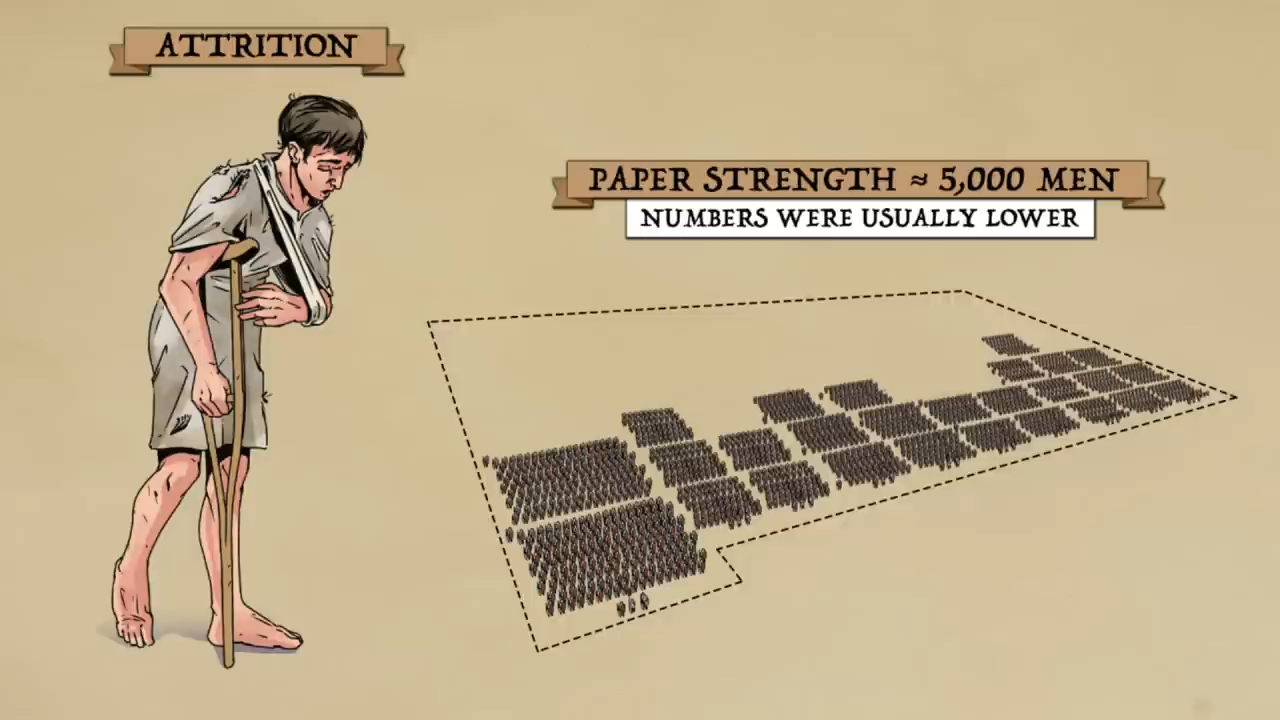 ATTRITION
PAPER STRENGTH ≈ 5,000 MEN
NUMBERS WERE USUALLY LOWER